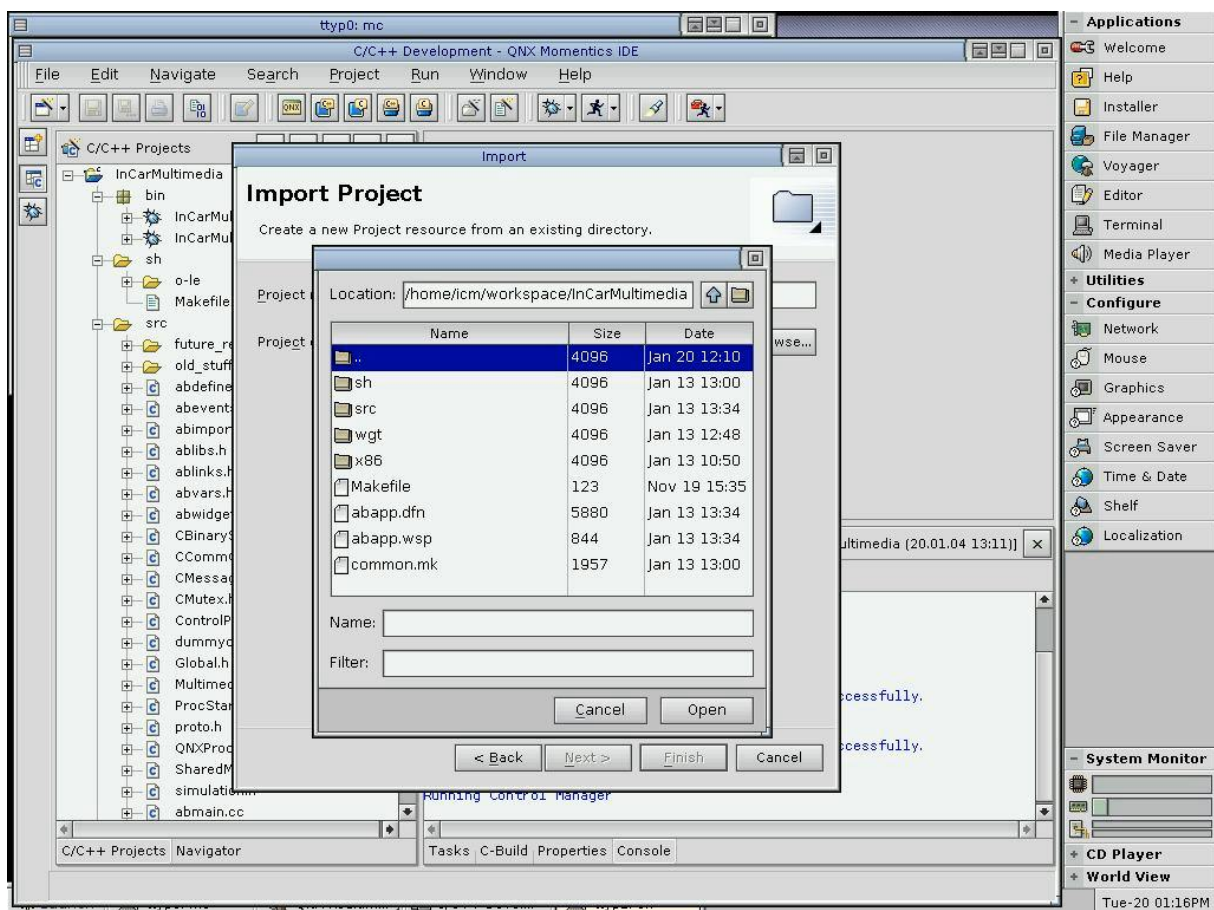 ttyp0: mc
C/C++ Development - QNX Momentics IDE
File Edit Navigate Search Project Run Window Help
C/C++ Projects
InCarMultimedia
bin
InCarMul
InCarMul
sh
o-le
Makefile
src
future_re
old_stuff
abdefine
abevent
abimpor
ablibs.h
ablinks.h
abvars.h
abwidge
CBinaryS
CComm
CMessag
CMutex.h
ControlP
dummyc
Global.h
Multimed
ProcStar
proto.h
QNXProc
SharedM
simulatio
abmain.cc
C/C++ Projects Navigator
Import
Import Project
Create a new Project resource from an existing directory.
Project
Project
wse...
Location: /home/icm/workspace/InCarMultimedia
Name Size Date
.. 4096 Jan 20 12:10
sh 4096 Jan 13 13:00
src 4096 Jan 13 13:34
wgt 4096 Jan 13 12:48
x86 4096 Jan 13 10:50
Makefile 123 Nov 19 15:35
abapp.dfn 5880 Jan 13 13:34
abapp.wsp 844 Jan 13 13:34
common.mk 1957 Jan 13 13:00
Name:
Filter:
Cancel Open
< Back Next > Finish Cancel
ultimedia (20.01.04 13:11)]
ccessfully.
ccessfully.
Running Control Manager
Tasks C-Build Properties Console
- Applications
Welcome
Help
Installer
File Manager
Voyager
Editor
Terminal
Media Player
+ Utilities
- Configure
Network
Mouse
Graphics
Appearance
Screen Saver
Time & Date
Shelf
Localization
- System Monitor
+ CD Player
+ World View
Tue-20 01:16PM